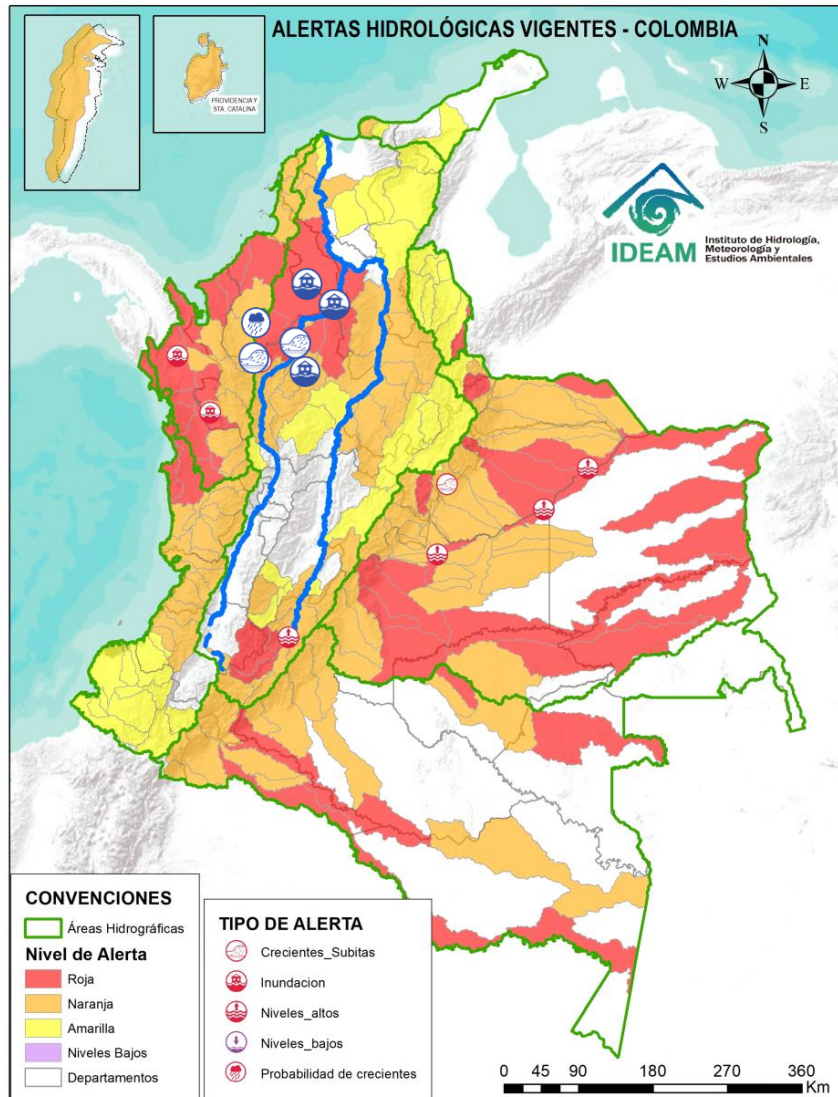 ALERTAS HIDROLÓGICAS VIGENTES - COLOMBIA
PROVIDENCIA Y
STA. CATALINA
N
W
E
S
IDEAM
Instituto de Hidrología,
Meteorología y
Estudios Ambientales
CONVENCIONES
Áreas Hidrográficas
Nivel de Alerta
Roja
Naranja
Amarilla
Niveles Bajos
Departamentos
TIPO DE ALERTA
Crecientes_Subitas
Inundacion
Niveles_altos
Niveles_bajos
Probabilidad de crecientes
0 45 90 180 270 360
Km